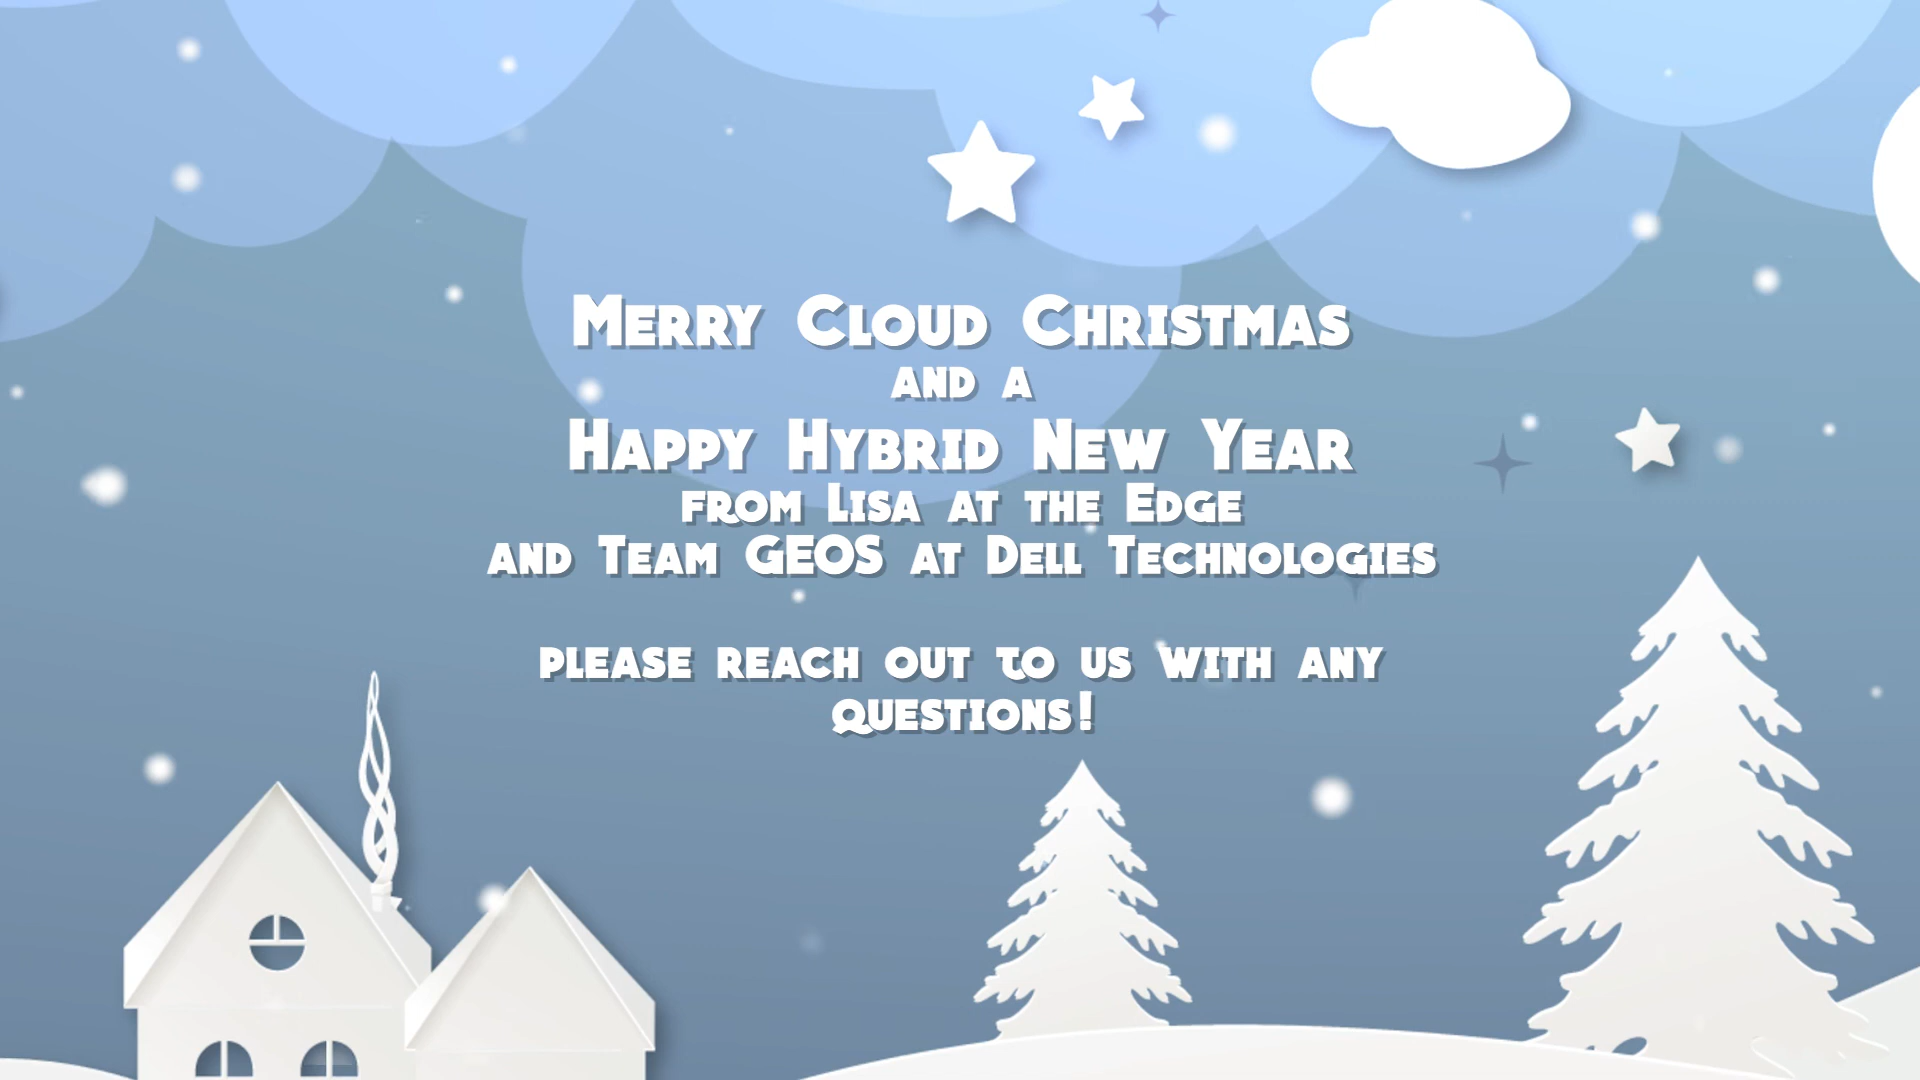 Merry Cloud Christmas
and a
Happy Hybrid New Year
from Lisa at the Edge
and Team GEOS at Dell Technologies
please reach out to us with any
questions!